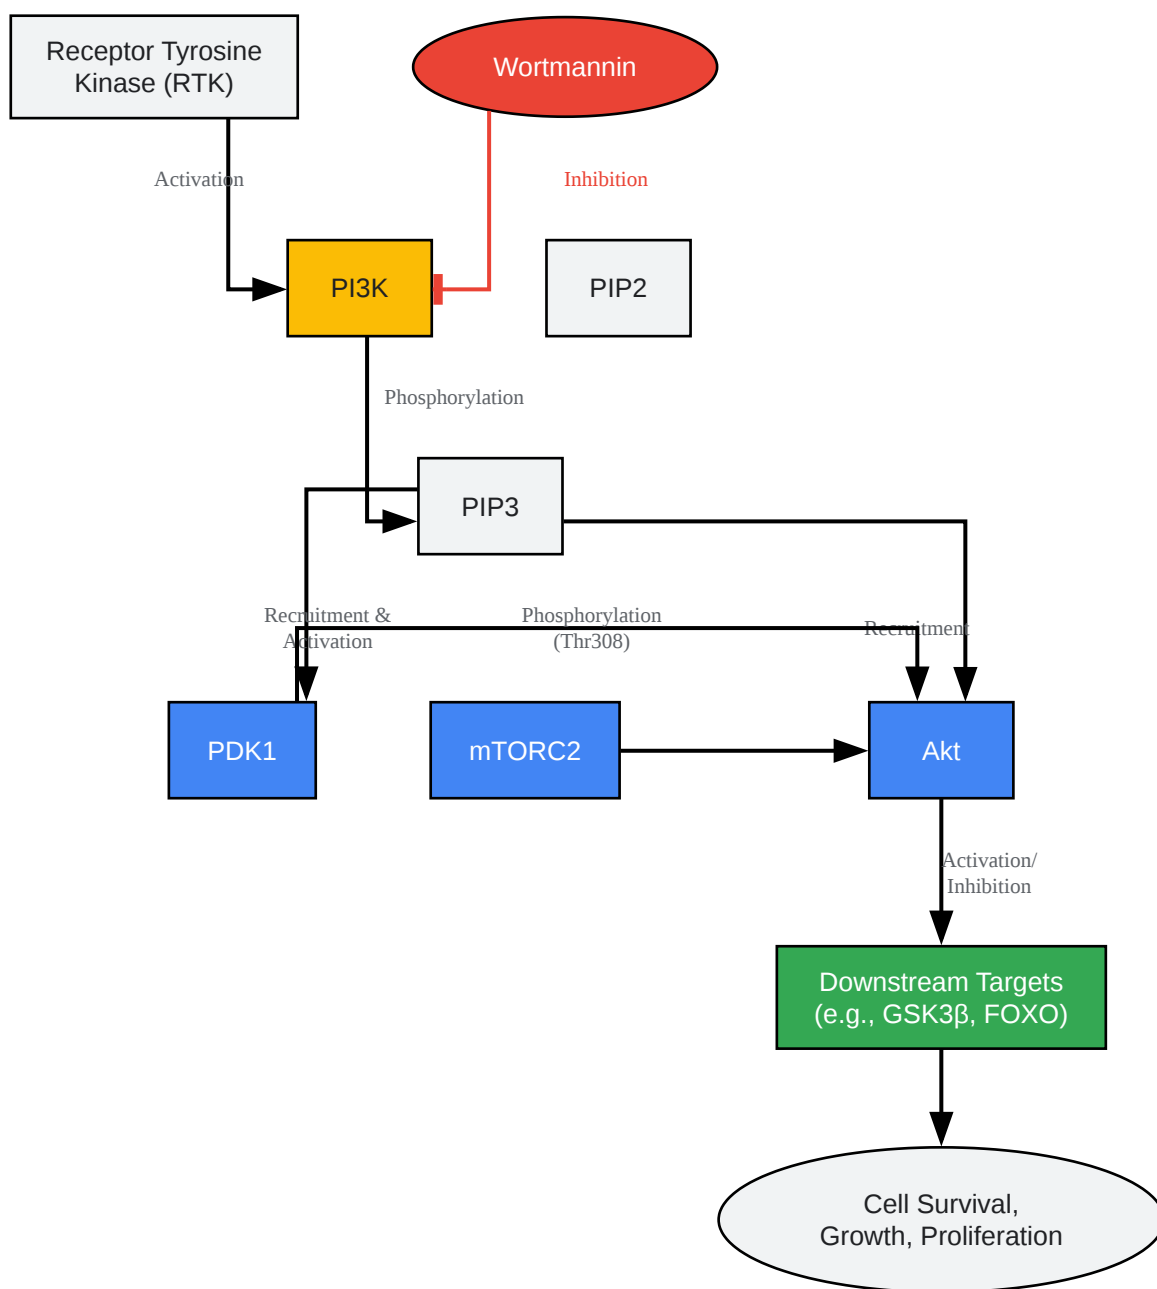 Receptor Tyrosine
Kinase (RTK)
Wortmannin
Activation
Inhibition
PI3K
PIP2
Phosphorylation
PIP3
Recruitment &
Activation
Phosphorylation
(Thr308)
Recruitment
PDK1
mTORC2
Akt
Activation/
Inhibition
Downstream Targets
(e.g., GSK3β, FOXO)
Cell Survival,
Growth, Proliferation